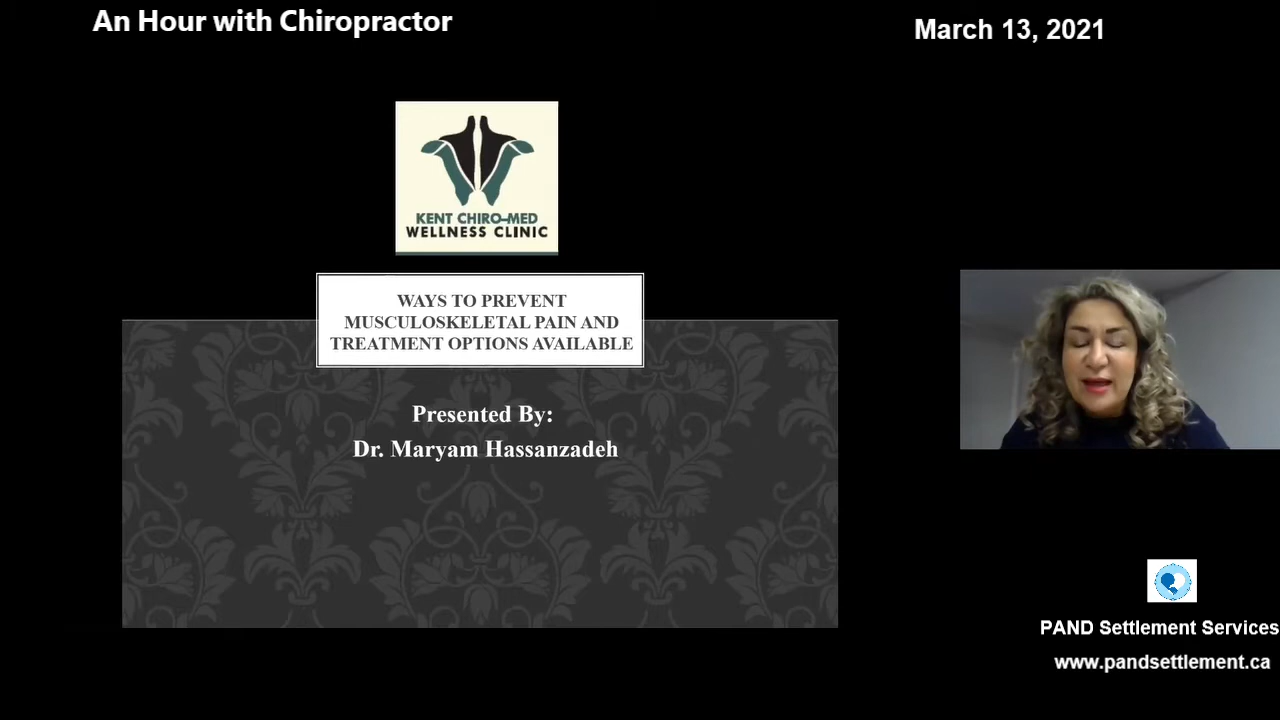 An Hour with Chiropractor
March 13, 2021
KENT CHIRO-MED
WELLNESS CLINIC
WAYS TO PREVENT
MUSCULOSKELETAL PAIN AND
TREATMENT OPTIONS AVAILABLE
Presented By:
Dr. Maryam Hassanzadeh
PAND Settlement Services
www.pandsettlement.ca